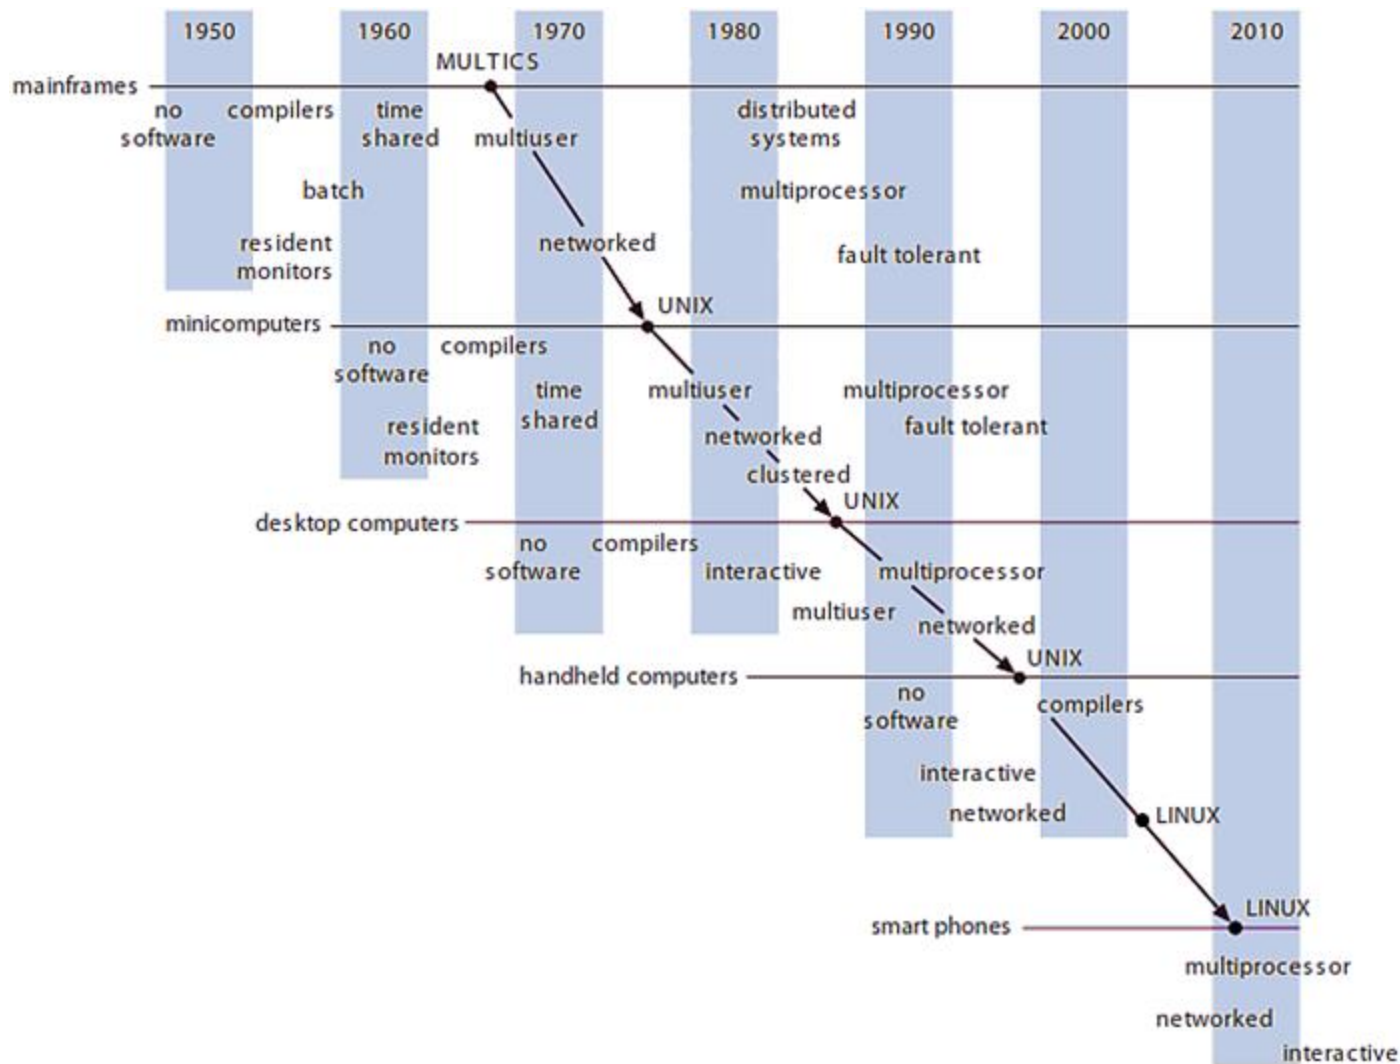 1950 1960 1970 1980 1990 2000 2010
MULTICS
mainframes
no compilers time distributed
software shared multiuser systems
batch multiprocessor
resident networked
monitors fault tolerant
UNIX
minicomputers
no compilers
software
time multiuser multiprocessor
shared
resident networked fault tolerant
monitors
clustered
UNIX
desktop computers
no compilers
software interactive multiprocessor
multiuser
networked
UNIX
handheld computers
no compilers
software
interactive
networked LINUX
LINUX
smart phones
multiprocessor
networked
interactive